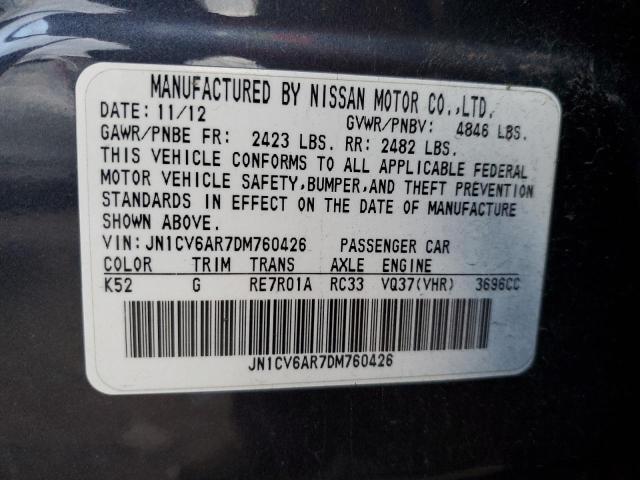 MANUFACTURED BY NISSAN MOTOR CO.,LTD.
DATE: 11/12 GVWR/PNBV: 4846 LBS.
GAWR/PNBE FR: 2423 LBS. RR: 2482 LBS.
THIS VEHICLE CONFORMS TO ALL APPLICABLE FEDERAL
MOTOR VEHICLE SAFETY,BUMPER,AND THEFT PREVENTION
STANDARDS IN EFFECT ON THE DATE OF MANUFACTURE
SHOWN ABOVE.
VIN:JN1CV6AR7DM760426 PASSENGER CAR
COLOR TRIM TRANS AXLE ENGINE
K52 G RE7R01A RC33 VQ37(VHR) 3696CC
JN1CV6AR7DM760426